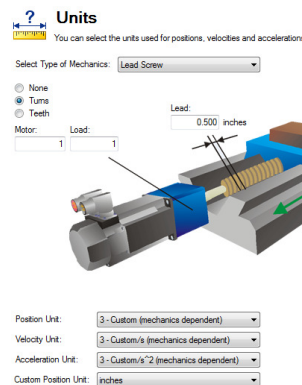 ?
Units
You can select the units used for positions, velocities and accelerations
Select Type of Mechanics: Lead Screw
None
Turns
Teeth
Lead:
0.500 inches
Motor: Load:
1 1
Position Unit: 3 - Custom (mechanics dependent)
Velocity Unit: 3 - Custom/s (mechanics dependent)
Acceleration Unit: 3 - Custom/s^2 (mechanics dependent)
Custom Position Unit: inches